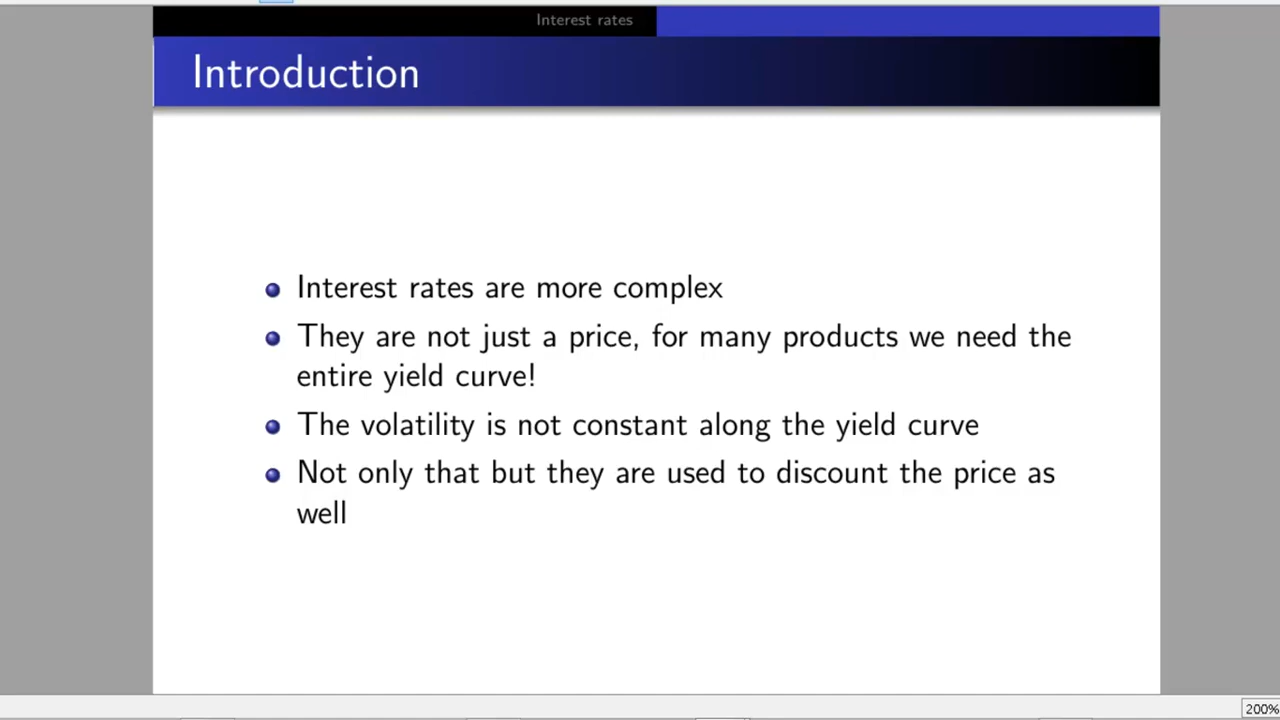 Interest rates
Introduction
Interest rates are more complex
They are not just a price, for many products we need the
entire yield curve!
The volatility is not constant along the yield curve
Not only that but they are used to discount the price as
well
200%